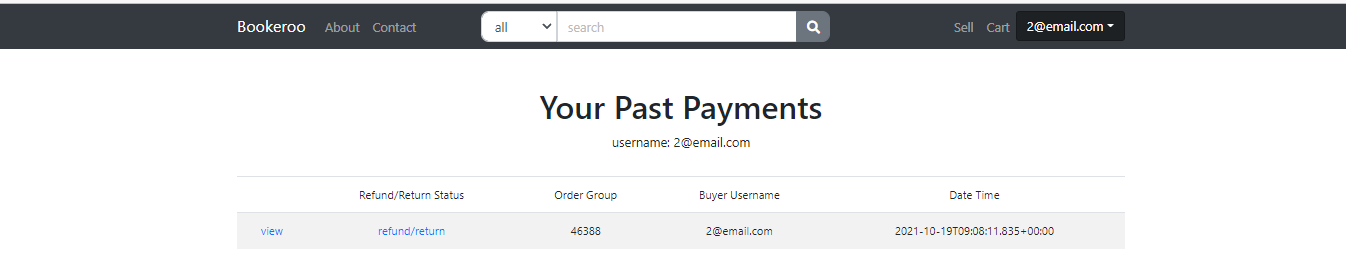 Bookeroo About Contact all search Sell Cart 2@email.com
Your Past Payments
username: 2@email.com
Refund/Return Status Order Group Buyer Username Date Time
view refund/return 46388 2@email.com 2021-10-19T09:08:11.835+00:00